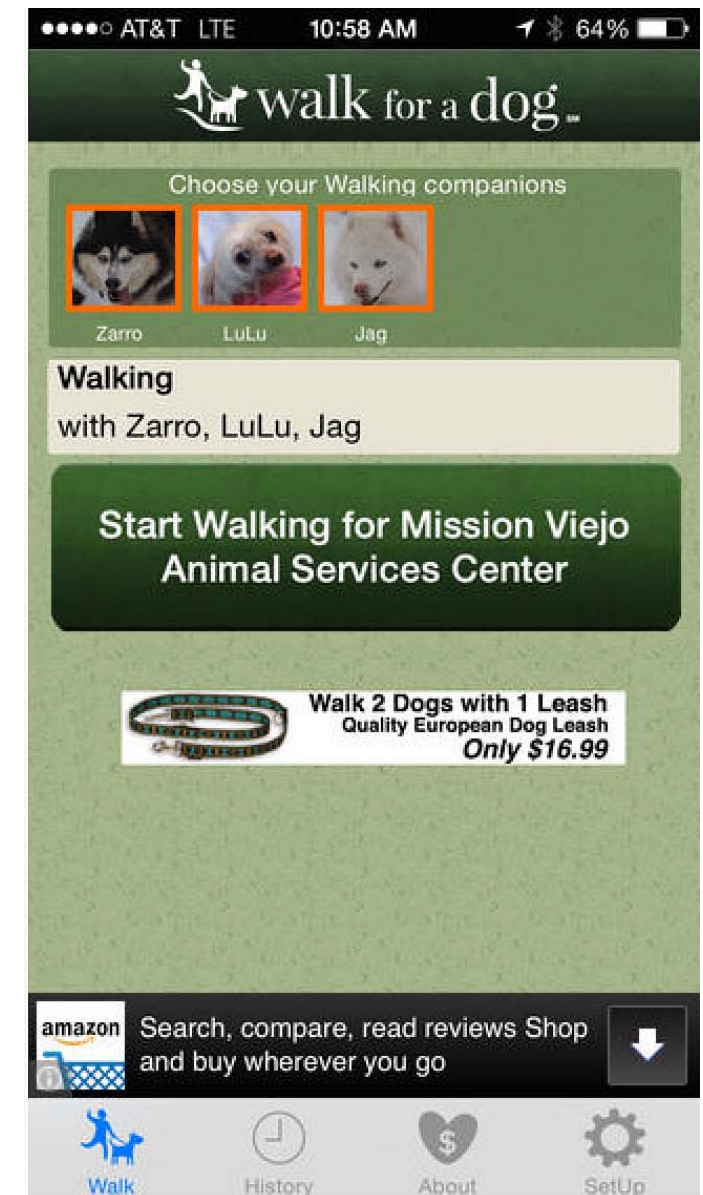 AT&T LTE 10:58 AM 64%
walk for a dog
Choose your Walking companions
Zarro LuLu Jag
Walking
with Zarro, LuLu, Jag
Start Walking for Mission Viejo
Animal Services Center
Walk 2 Dogs with 1 Leash
Quality European Dog Leash
Only $16.99
amazon
Search, compare, read reviews Shop
and buy wherever you go
Walk History About SetUp